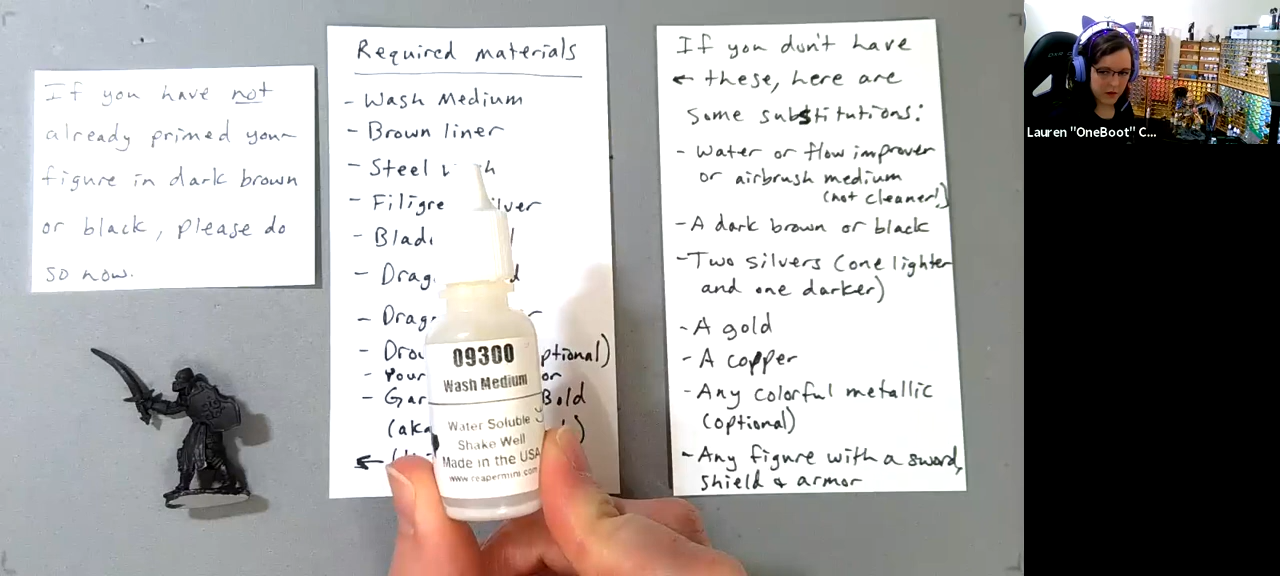 If you have not
already primed your
figure in dark brown
or black, please do
so now.
Required materials
- Wash Medium
- Brown liner
- Steel
- Filigre
- Blad
- Drag
- Drag
- Dro ptional)
- Your or
- Gar Bold
(aka )
←
If you don't have
← these, here are
some substitutions:
- Water or flow improver
or airbrush medium
(not cleaner!)
- A dark brown or black
- Two silvers (one lighter
and one darker)
- A gold
- A copper
- Any colorful metallic
(optional)
- Any figure with a sword,
shield & armor
09300
Wash Medium
Water Soluble
Shake Well
Made in the USA
www.reapermini.com
Lauren "OneBoot" C...